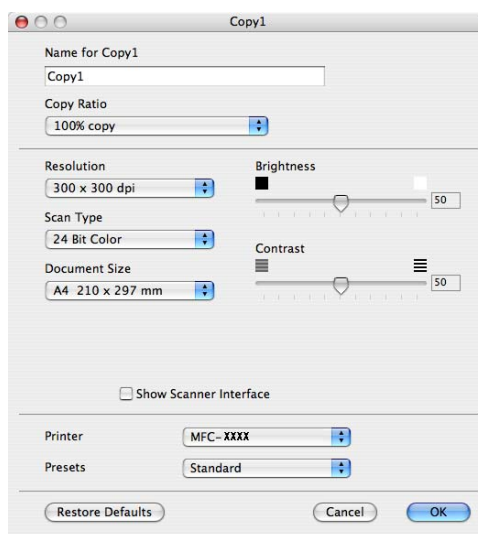 Copy1
Name for Copy1
Copy1
Copy Ratio
100% copy
Resolution
300 x 300 dpi
Scan Type
24 Bit Color
Document Size
A4 210 x 297 mm
Brightness
50
Contrast
50
Show Scanner Interface
Printer
MFC-XXXX
Presets
Standard
Restore Defaults
Cancel
OK